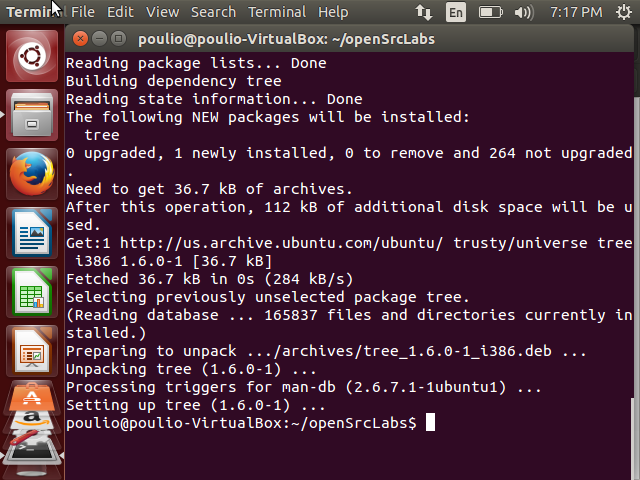 Terminal File Edit View Search Terminal Help En 7:17 PM
poulio@poulio-VirtualBox: ~/openSrcLabs
Reading package lists... Done
Building dependency tree
Reading state information... Done
The following NEW packages will be installed:
tree
0 upgraded, 1 newly installed, 0 to remove and 264 not upgraded
.
Need to get 36.7 kB of archives.
After this operation, 112 kB of additional disk space will be u
sed.
Get:1 http://us.archive.ubuntu.com/ubuntu/ trusty/universe tree
i386 1.6.0-1 [36.7 kB]
Fetched 36.7 kB in 0s (284 kB/s)
Selecting previously unselected package tree.
(Reading database ... 165837 files and directories currently in
stalled.)
Preparing to unpack .../archives/tree_1.6.0-1_i386.deb ...
Unpacking tree (1.6.0-1) ...
Processing triggers for man-db (2.6.7.1-1ubuntu1) ...
Setting up tree (1.6.0-1) ...
poulio@poulio-VirtualBox:~/openSrcLabs$